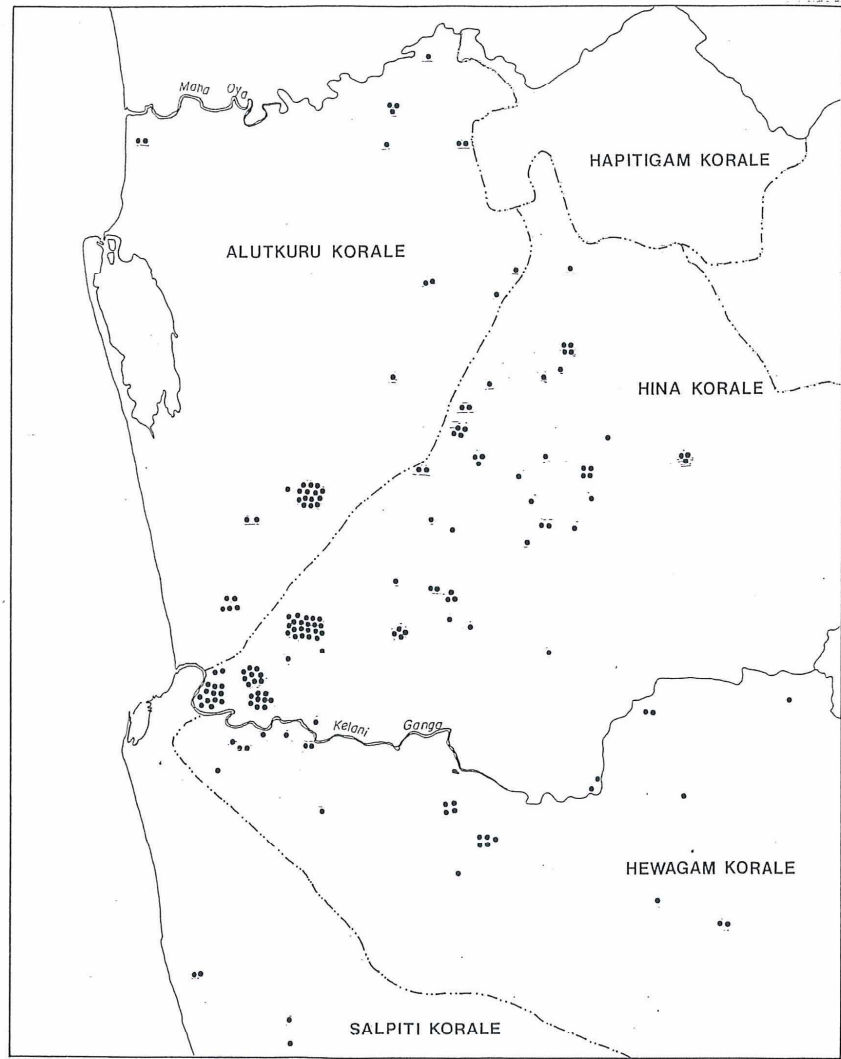 Maha Oya
HAPITIGAM KORALE
ALUTKURU KORALE
HINA KORALE
Kelani Ganga
HEWAGAM KORALE
SALPITI KORALE